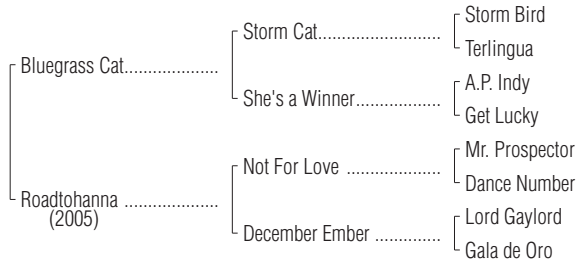 Storm Bird
Storm Cat....................
Terlingua
Bluegrass Cat...................
A.P. Indy
She's a Winner...............
Get Lucky
Mr. Prospector
Not For Love ...................
Dance Number
Roadtohanna ...................
(2005)
Lord Gaylord
December Ember .............
Gala de Oro